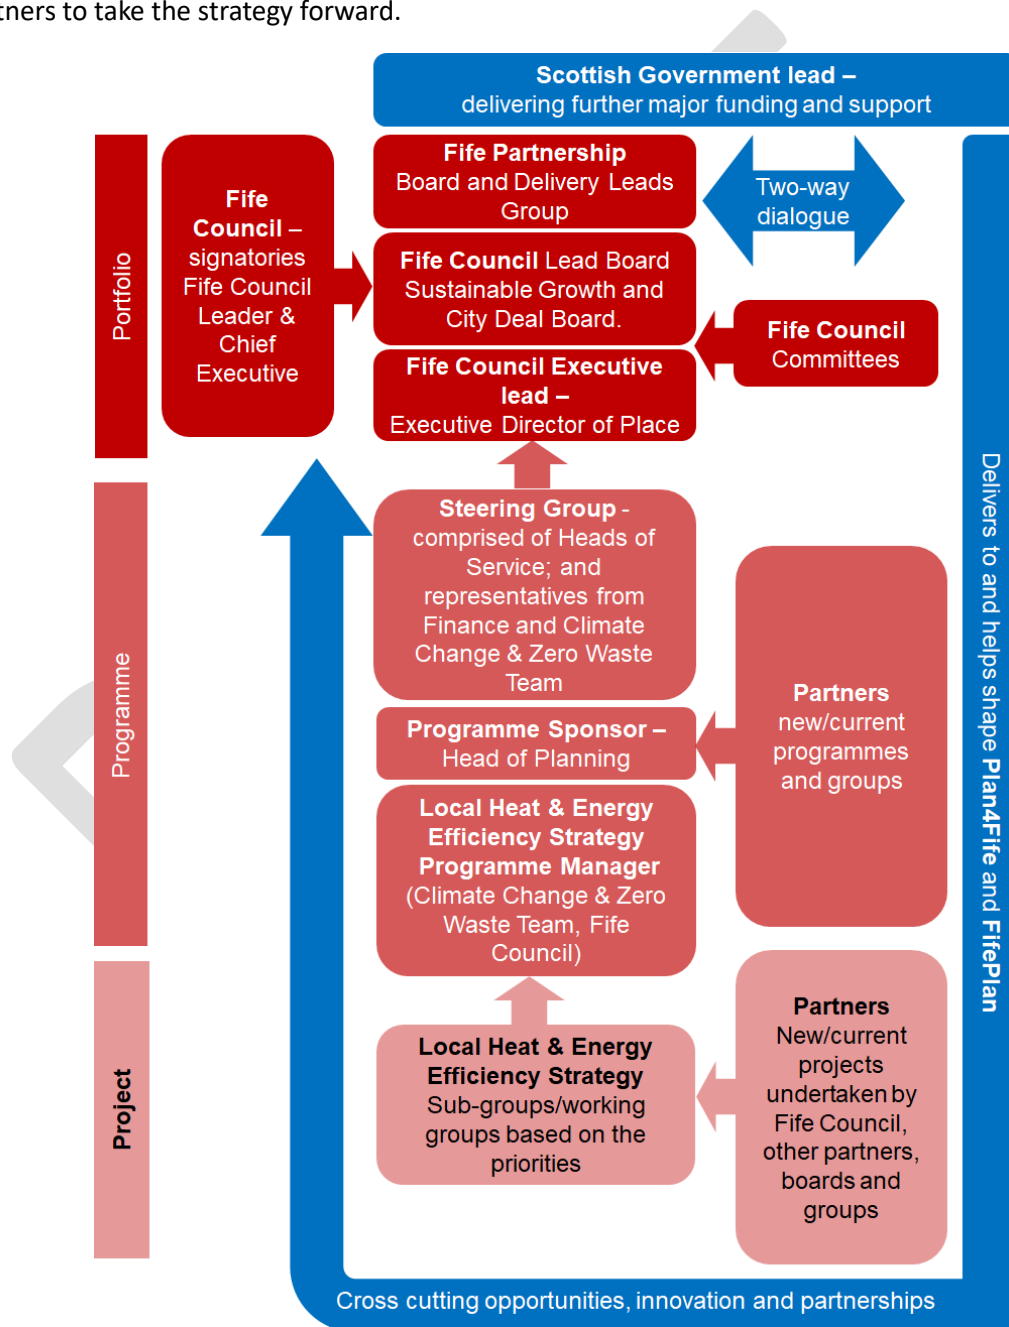 tners to take the strategy forward.
Scottish Government lead –
delivering further major funding and support
Portfolio
Fife
Council –
signatories
Fife Council
Leader &
Chief
Executive
Fife Partnership
Board and Delivery Leads
Group
Two-way
dialogue
Fife Council Lead Board
Sustainable Growth and
City Deal Board.
Fife Council
Committees
Fife Council Executive
lead –
Executive Director of Place
Programme
Steering Group -
comprised of Heads of
Service; and
representatives from
Finance and Climate
Change & Zero Waste
Team
Programme Sponsor –
Head of Planning
Local Heat & Energy
Efficiency Strategy
Programme Manager
(Climate Change & Zero
Waste Team, Fife
Council)
Partners
new/current
programmes
and groups
Project
Local Heat & Energy
Efficiency Strategy
Sub-groups/working
groups based on the
priorities
Partners
New/current
projects
undertaken by
Fife Council,
other partners,
boards and
groups
Delivers to and helps shape Plan4Fife and FifePlan
Cross cutting opportunities, innovation and partnerships